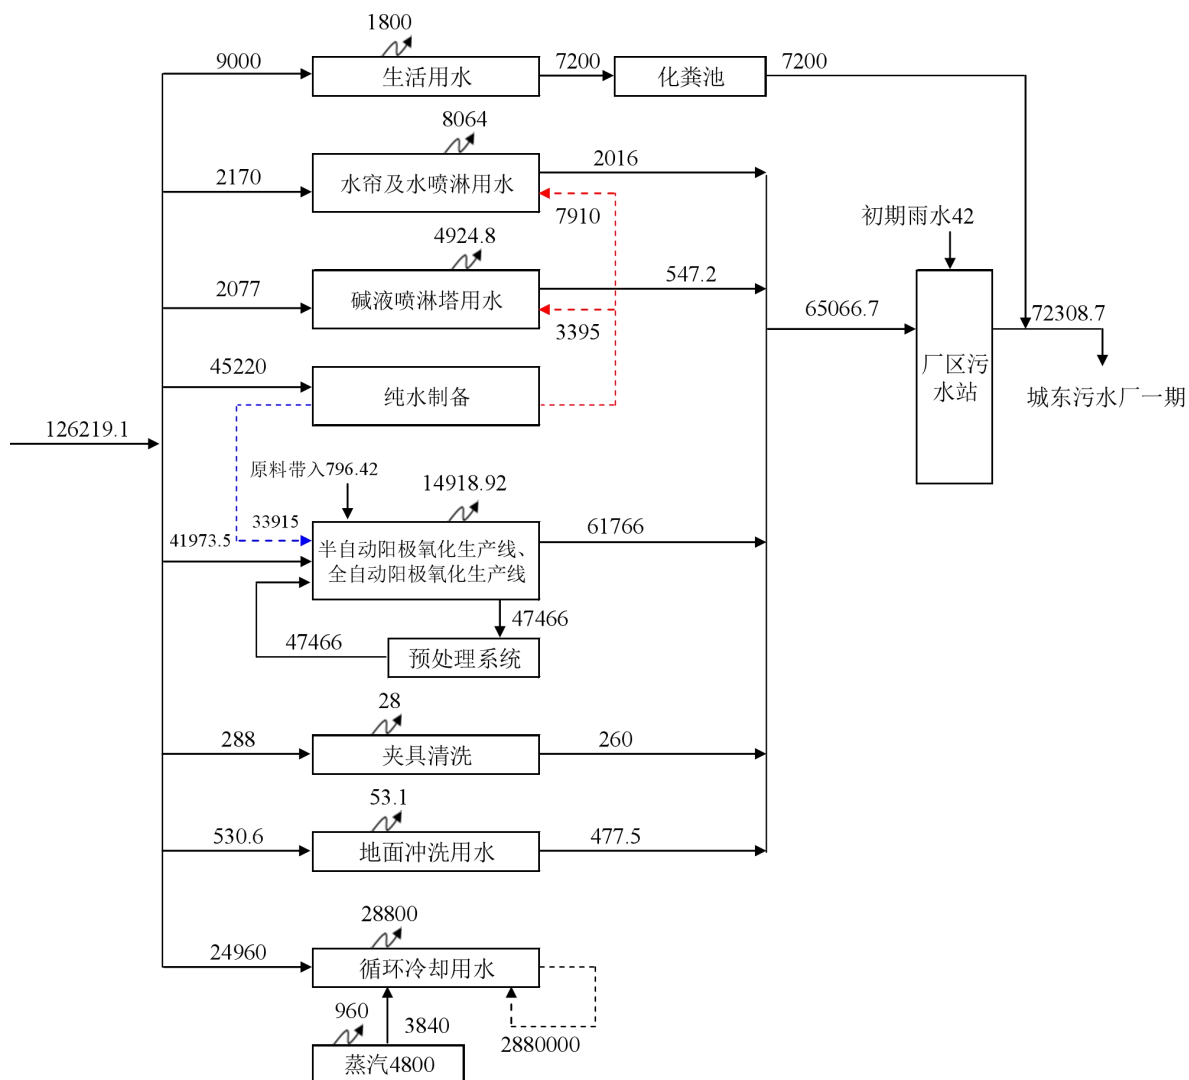 1800
9000
生活用水
7200
化粪池
7200
8064
2170
水帘及水喷淋用水
2016
7910
初期雨水42
4924.8
2077
碱液喷淋塔用水
547.2
3395
65066.7
72308.7
厂区污
水站
城东污水厂一期
45220
纯水制备
126219.1
原料带入796.42
14918.92
33915
41973.5
半自动阳极氧化生产线、
全自动阳极氧化生产线
61766
47466
47466
预处理系统
28
288
夹具清洗
260
53.1
530.6
地面冲洗用水
477.5
28800
24960
循环冷却用水
960
3840
2880000
蒸汽4800